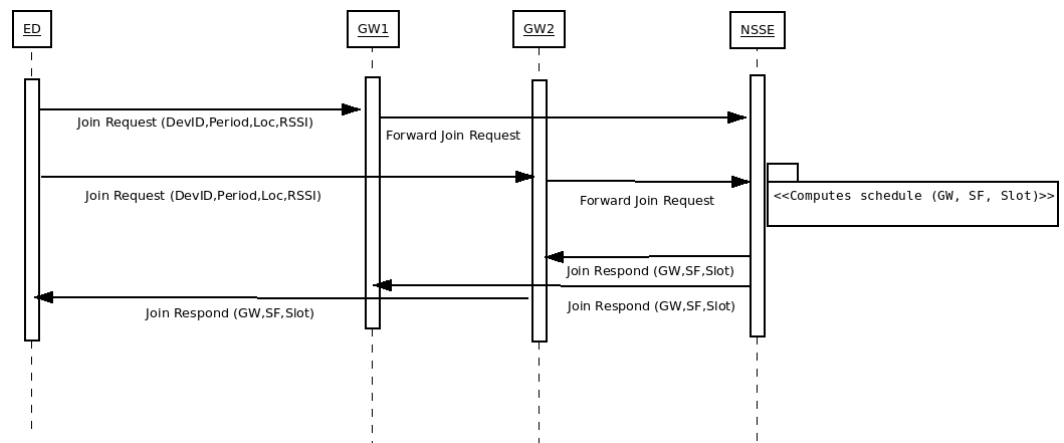 ED
GW1
GW2
NSSE
Join Request (DevID,Period,Loc,RSSI)
Forward Join Request
Join Request (DevID,Period,Loc,RSSI)
Forward Join Request
<<Computes schedule (GW, SF, Slot)>>
Join Respond (GW,SF,Slot)
Join Respond (GW,SF,Slot)
Join Respond (GW,SF,Slot)